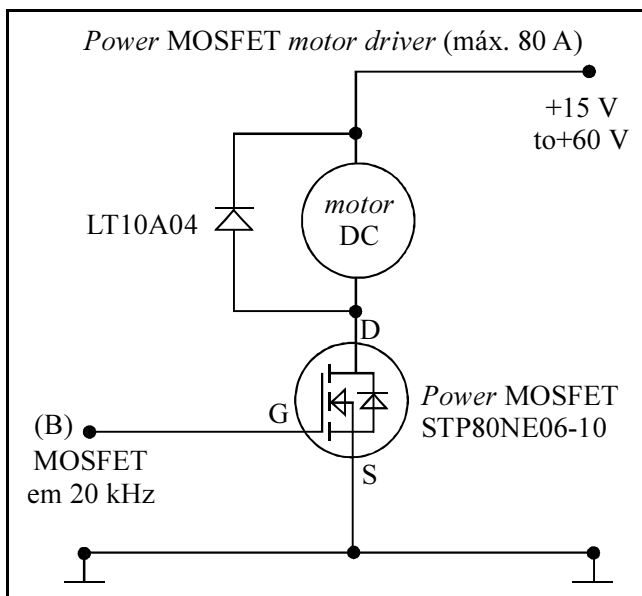 Power MOSFET motor driver (máx. 80 A)
+15 V
to+60 V
motor
DC
LT10A04
D
Power MOSFET
STP80NE06-10
G
(B)
MOSFET
em 20 kHz
S